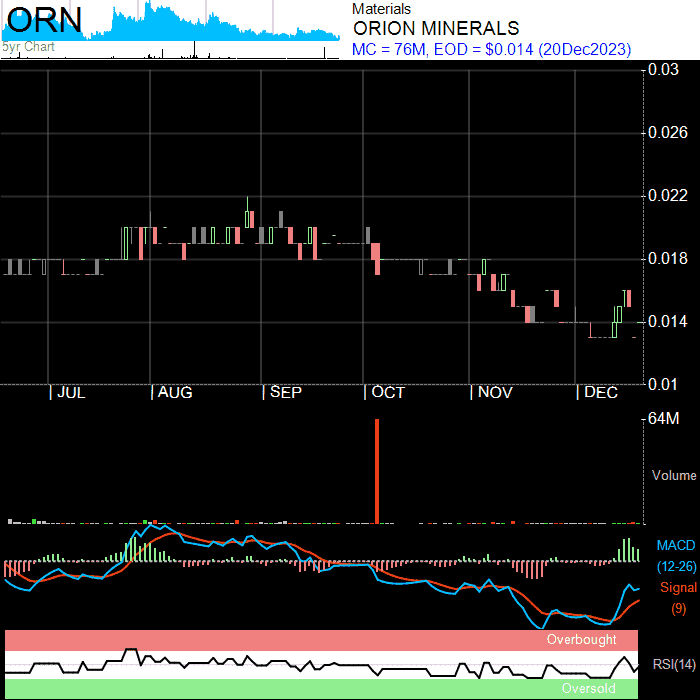 ORN
5yr Chart
Materials
ORION MINERALS
MC = 76M, EOD = $0.014 (20Dec2023)
0.03
0.026
0.022
0.018
0.014
0.01
JUL
AUG
SEP
OCT
NOV
DEC
64M
Volume
MACD
(12-26)
Signal
(9)
Overbought
RSI(14)
Oversold